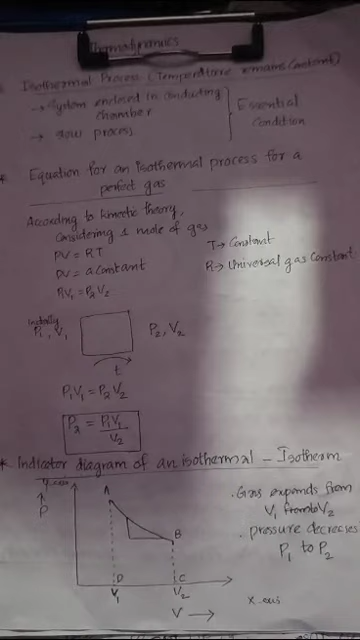 Thermodynamics
Isothermal Process (Temperature remains Constant)
→ System enclosed in conducting chamber
→ slow process
Essential Condition
* Equation for an isothermal process for a perfect gas
According to kinetic theory,
Considering 1 mole of gas
PV = RT
PV = a constant
P₁V₁ = P₂V₂
T → Constant
R → Universal gas Constant
Initially
P₁, V₁
P₂, V₂
t
P₁V₁ = P₂V₂
P₂ = P₁V₁ / V₂
* Indicator diagram of an isothermal - Isotherm
P
A
B
D
C
V₁
V₂
V →
X-axis
. Gas expands from
V₁ to V₂
. Pressure decreases
P₁ to P₂